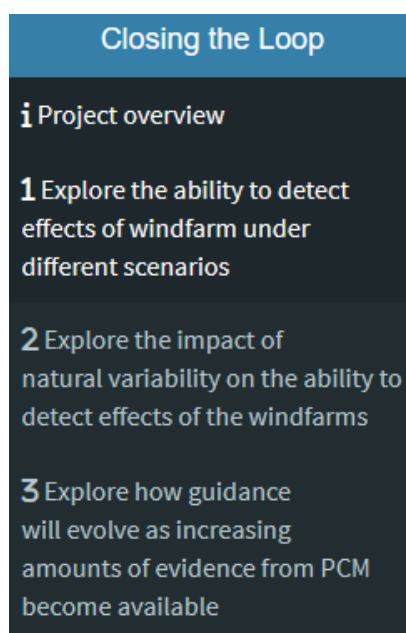 Closing the Loop
i Project overview
1 Explore the ability to detect
effects of windfarm under
different scenarios
2 Explore the impact of
natural variability on the ability to
detect effects of the windfarms
3 Explore how guidance
will evolve as increasing
amounts of evidence from PCM
become available